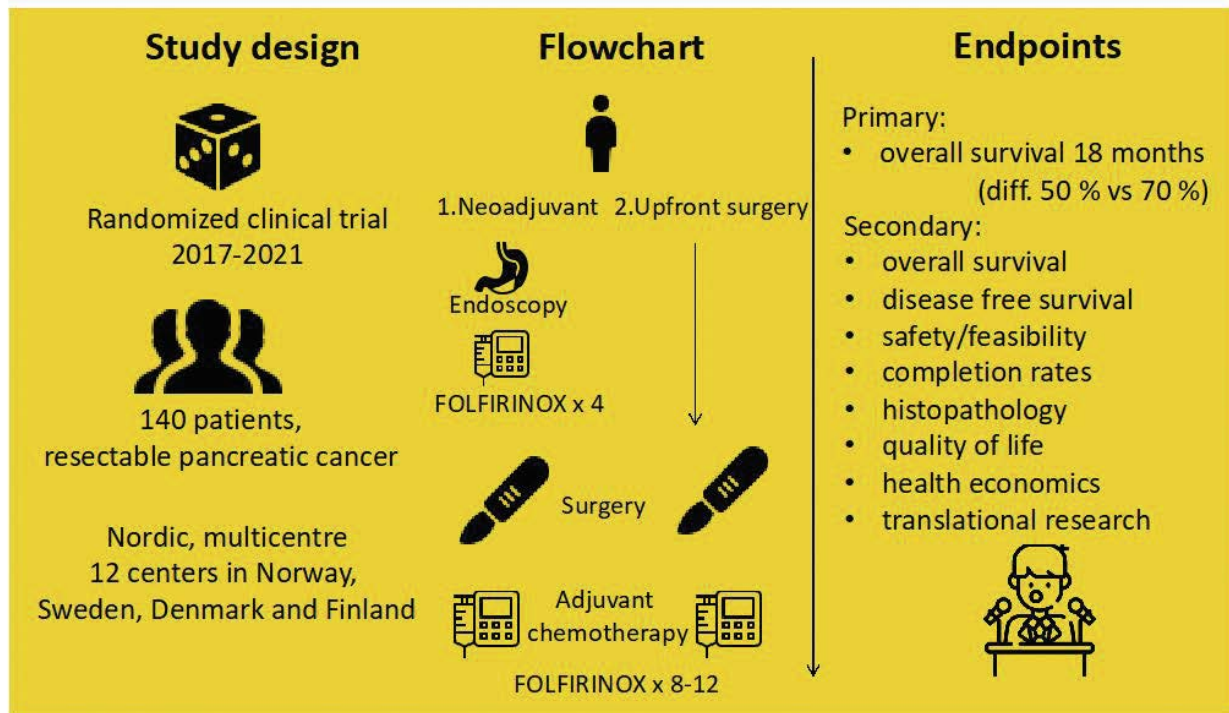 Study design
Randomized clinical trial
2017-2021
140 patients,
resectable pancreatic cancer
Nordic, multicentre
12 centers in Norway,
Sweden, Denmark and Finland
Flowchart
1.Neoadjuvant 2.Upfront surgery
Endoscopy
FOLFIRINOX x 4
Surgery
Adjuvant
chemotherapy
FOLFIRINOX x 8-12
Endpoints
Primary:
• overall survival 18 months
(diff. 50 % vs 70 %)
Secondary:
• overall survival
• disease free survival
• safety/feasibility
• completion rates
• histopathology
• quality of life
• health economics
• translational research